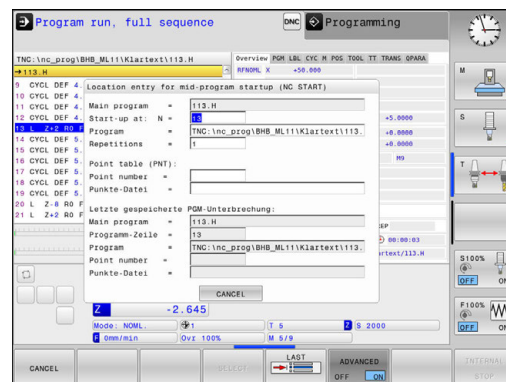 Program run, full sequence
DNC
Programming
TNC:\nc_prog\BHB_ML11\Klartext\113.H
→113.H
Overview PGM LBL CYC M POS TOOL TT TRANS QPARA
RFNOML X +50.000
9 CYCL DEF 4.
10 CYCL DEF 4.
11 CYCL DEF 4.
12 CYCL DEF 4.
13 L Z+2 R0 F
14 CYCL DEF 5.
15 CYCL DEF 5.
16 CYCL DEF 5.
17 CYCL DEF 5.
18 CYCL DEF 5.
19 CYCL DEF 5.
20 L Z-8 R0 F
21 L Z+2 R0 F
Location entry for mid-program startup (NC START)
Main program = 113.H
Start-up at: N = 13
Program = TNC:\nc_prog\BHB_ML11\Klartext\113.
Repetitions = 1
Point table (PNT):
Point number =
Punkte-Datei =
Letzte gespeicherte PGM-Unterbrechung:
Main program = 113.H
Programm-Zeile = 13
Program = TNC:\nc_prog\BHB_ML11\Klartext\113.
Point number =
Punkte-Datei =
CANCEL
+5.0000
+0.0000
+0.0000
M9
EP
00:00:03
rtext/113.H
Z -2.645
Mode: NOML.
1
T 5
Z S 2000
F 0mm/min
Ovr 100%
M 5/9
M
S
T
S100%
OFF ON
F100%
OFF ON
CANCEL
SELECT
LAST
ADVANCED
OFF ON
INTERNAL
STOP